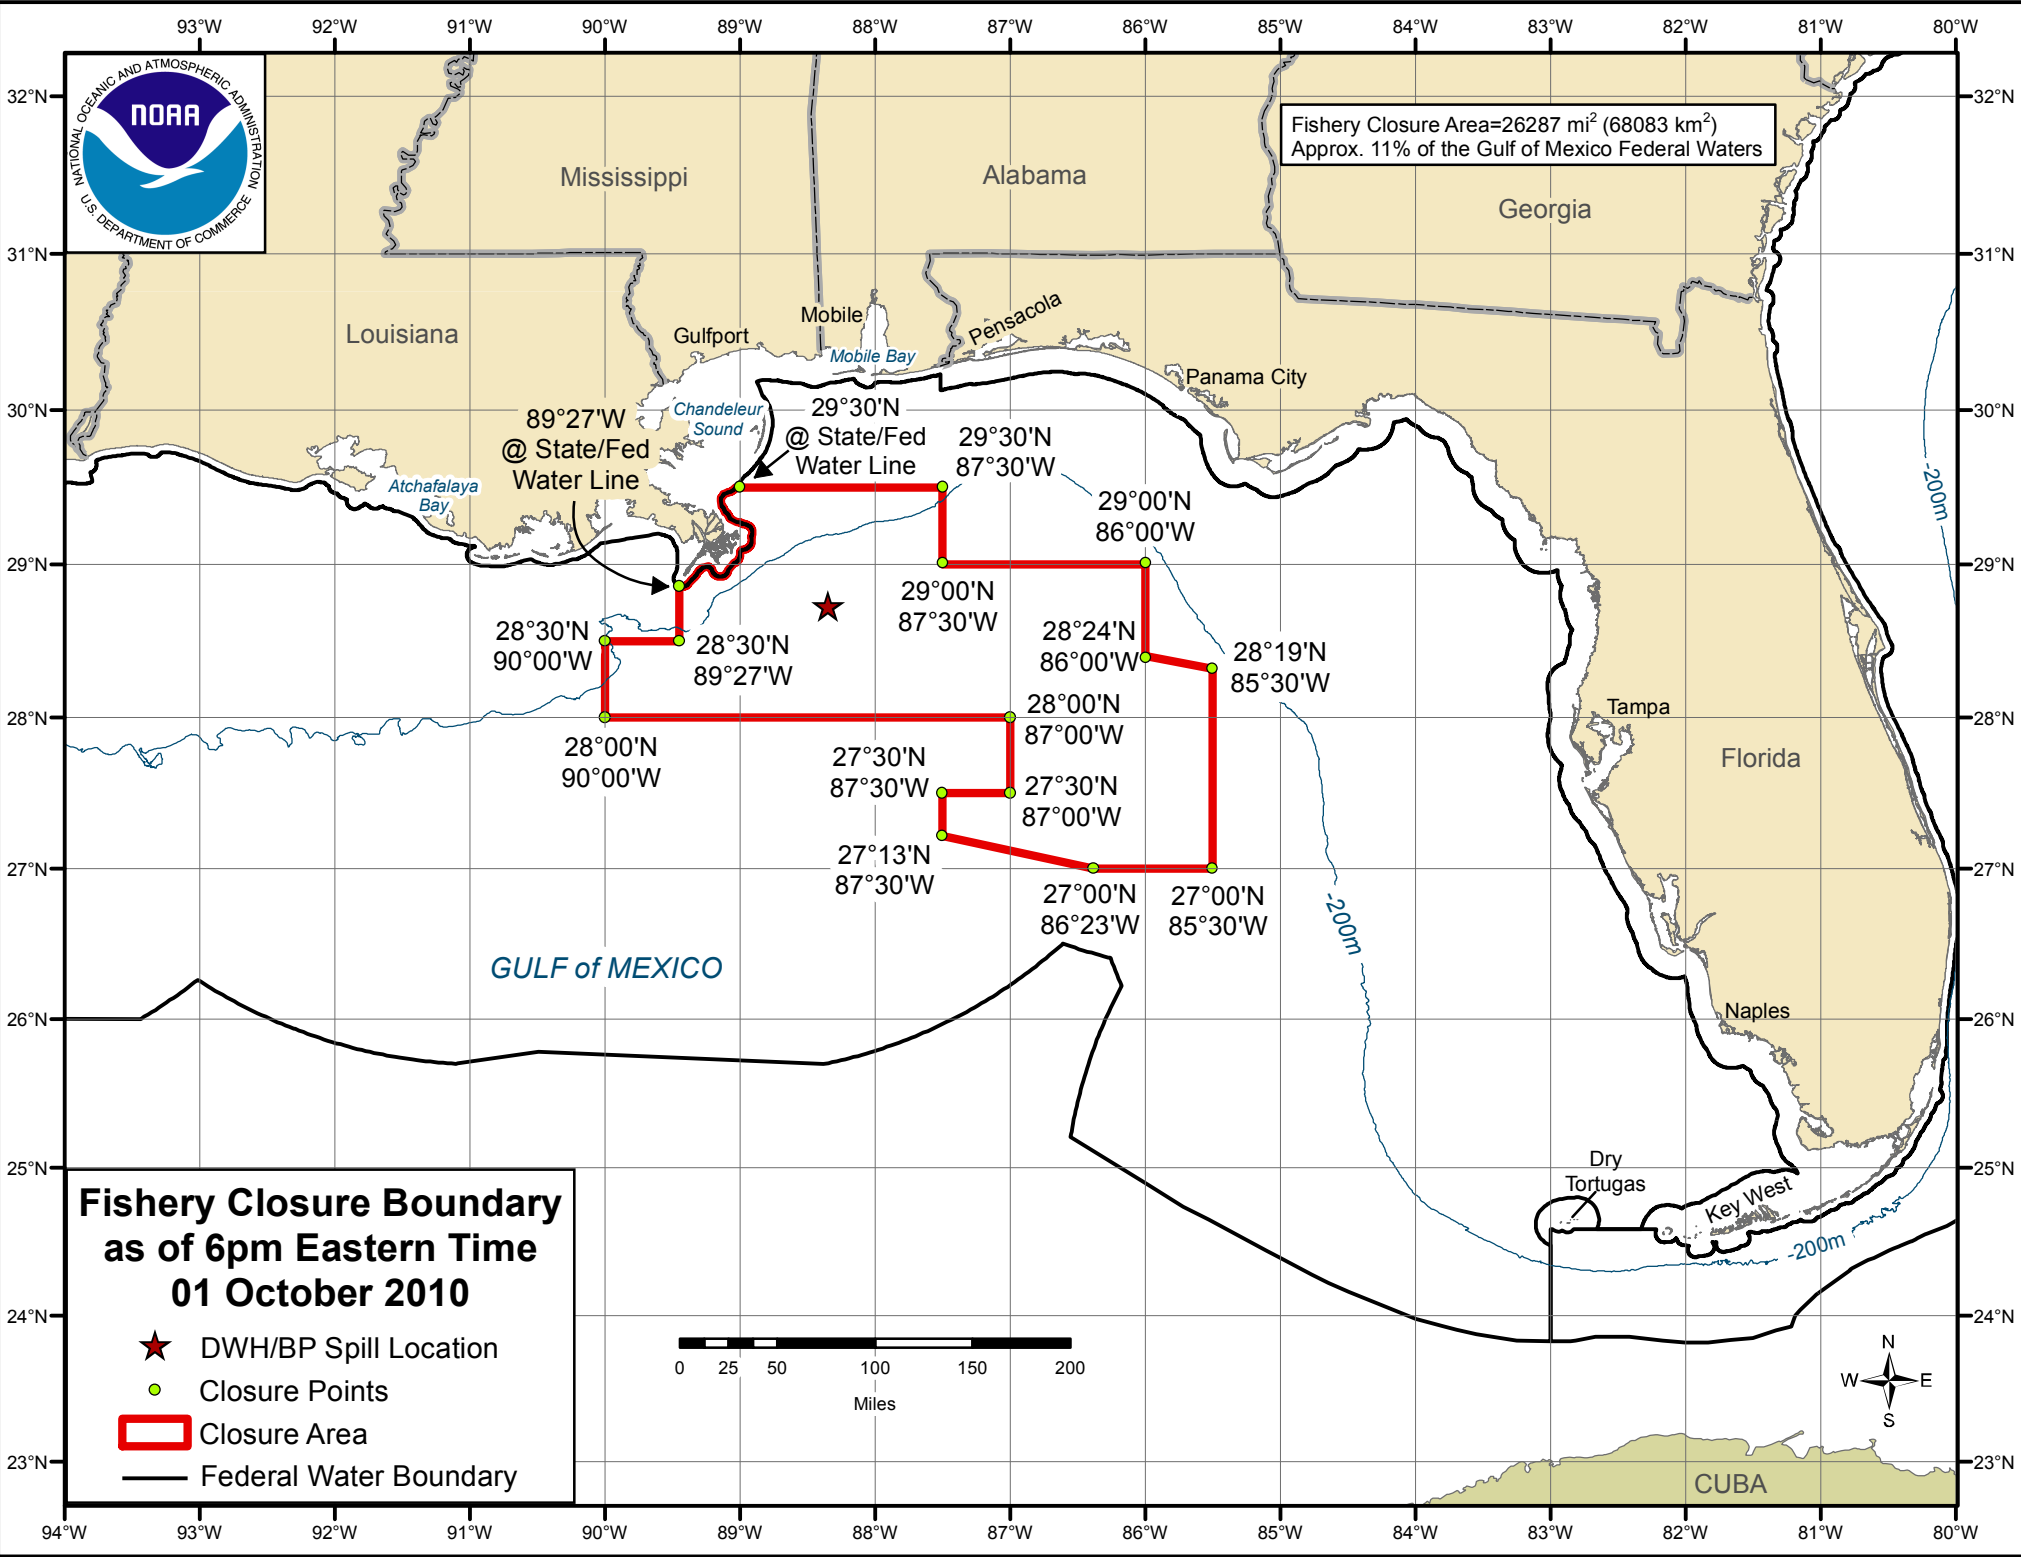 93°W 92°W 91°W 90°W 89°W 88°W 87°W 86°W 85°W 84°W 83°W 82°W 81°W 80°W
NATIONAL OCEANIC AND ATMOSPHERIC ADMINISTRATION
NOAA
U.S. DEPARTMENT OF COMMERCE
32°N
32°N
Fishery Closure Area=26287 mi² (68083 km²)
Approx. 11% of the Gulf of Mexico Federal Waters
Mississippi
Alabama
Georgia
31°N
31°N
Louisiana
Gulfport
Mobile
Pensacola
Mobile Bay
Panama City
30°N
30°N
Chandeleur
Sound
89°27'W
@ State/Fed
Water Line
29°30'N
@ State/Fed
Water Line
29°30'N
87°30'W
Atchafalaya
Bay
29°00'N
86°00'W
-200m
29°N
29°N
29°00'N
87°30'W
28°30'N
90°00'W
28°30'N
89°27'W
28°24'N
86°00'W
28°19'N
85°30'W
28°N
28°N
28°00'N
90°00'W
28°00'N
87°00'W
Tampa
Florida
27°30'N
87°30'W
27°30'N
87°00'W
27°N
27°N
27°13'N
87°30'W
27°00'N
86°23'W
27°00'N
85°30'W
-200m
GULF of MEXICO
26°N
26°N
Naples
25°N
25°N
Dry
Tortugas
Key West
-200m
Fishery Closure Boundary
as of 6pm Eastern Time
01 October 2010
DWH/BP Spill Location
Closure Points
Closure Area
Federal Water Boundary
24°N
24°N
0 25 50 100 150 200
Miles
N
W E
S
23°N
23°N
CUBA
94°W 93°W 92°W 91°W 90°W 89°W 88°W 87°W 86°W 85°W 84°W 83°W 82°W 81°W 80°W